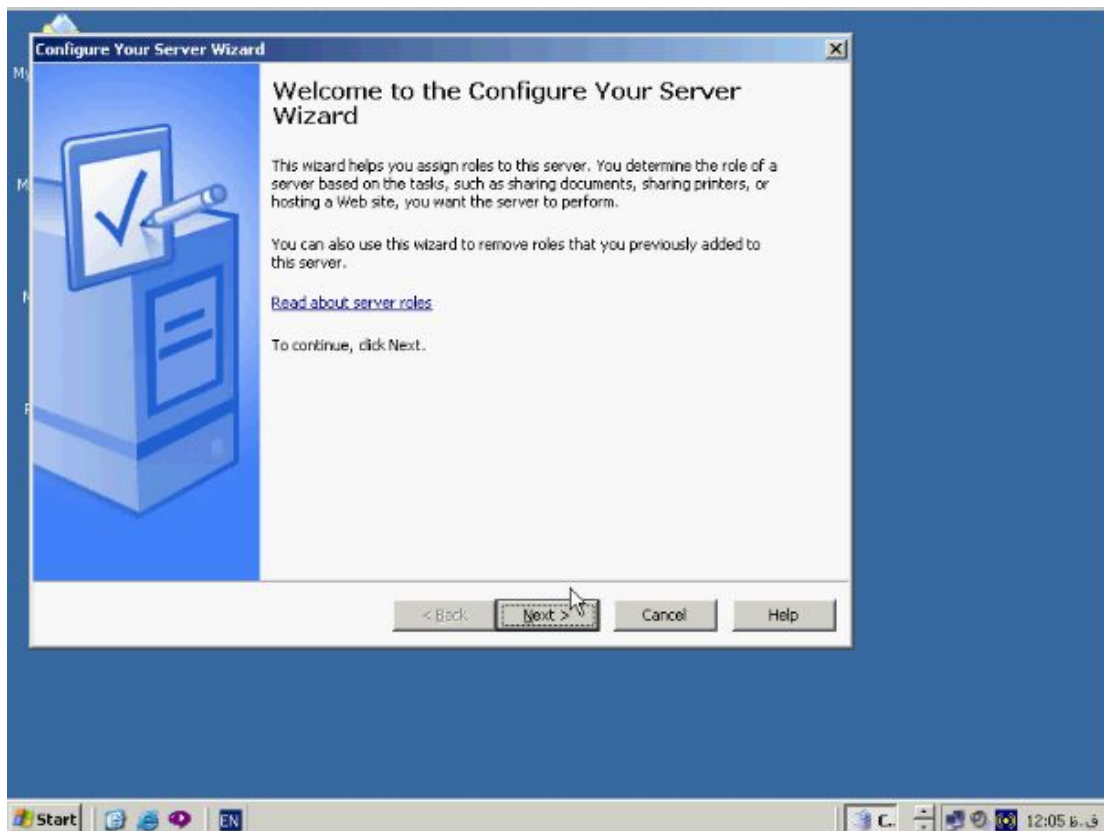 Configure Your Server Wizard
Welcome to the Configure Your Server
Wizard
This wizard helps you assign roles to this server. You determine the role of a
server based on the tasks, such as sharing documents, sharing printers, or
hosting a Web site, you want the server to perform.
You can also use this wizard to remove roles that you previously added to
this server.
Read about server roles
To continue, click Next.
< Back
Next >
Cancel
Help
Start
EN
C..
12:05 ق.ظ